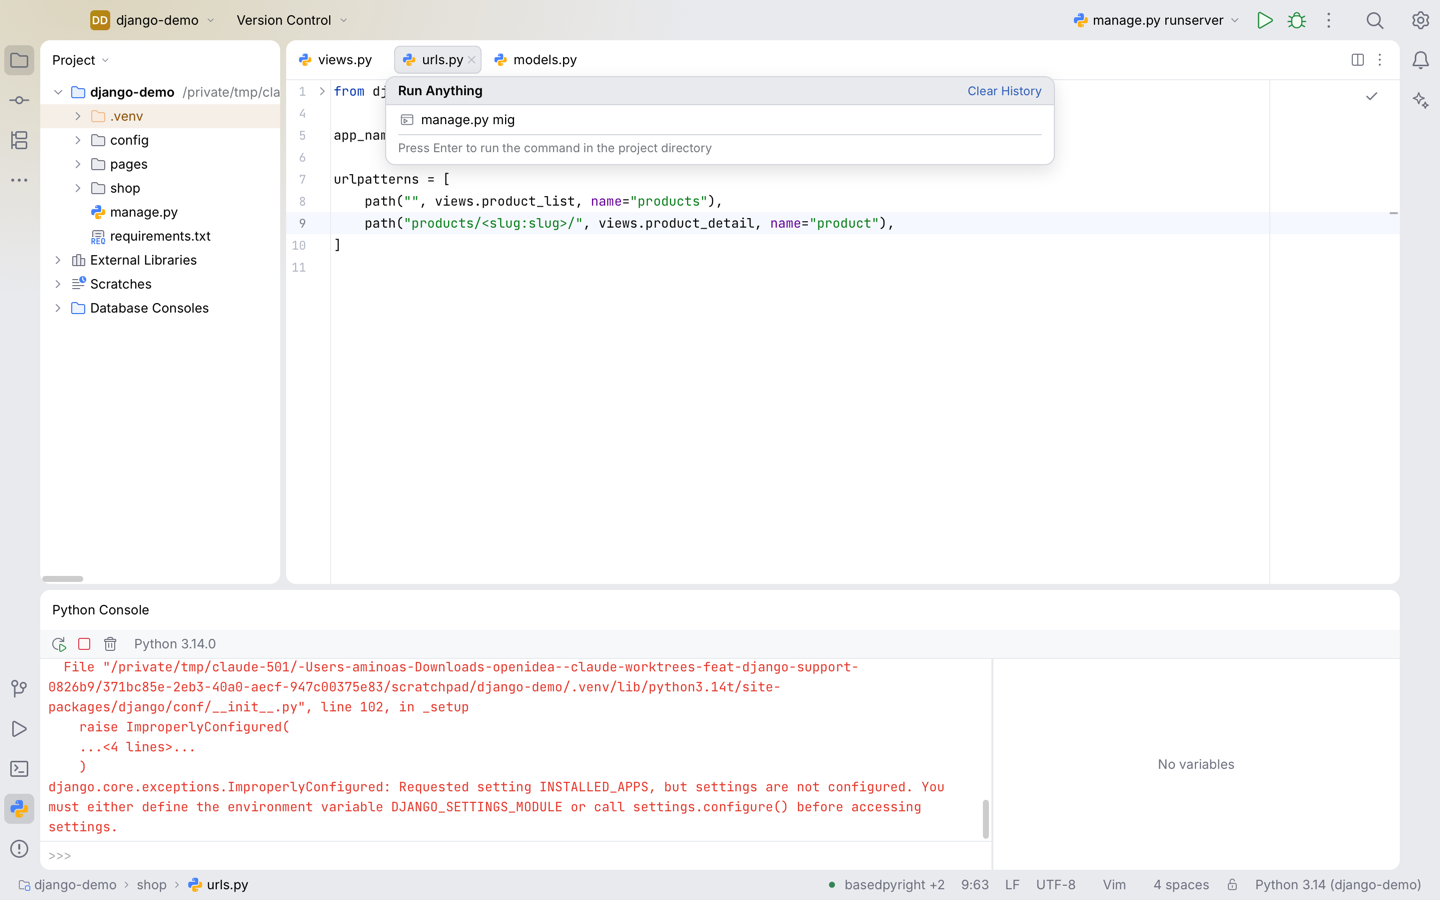 DD django-demo Version Control manage.py runserver
Project
views.py urls.py models.py
django-demo /private/tmp/cla
.venv
config
pages
shop
manage.py
REQ requirements.txt
External Libraries
Scratches
Database Consoles
Run Anything Clear History
manage.py mig
Press Enter to run the command in the project directory
1 from dj
4
5 app_nam
6
7 urlpatterns = [
8 path("", views.product_list, name="products"),
9 path("products/<slug:slug>/", views.product_detail, name="product"),
10 ]
11
Python Console
Python 3.14.0
File "/private/tmp/claude-501/-Users-aminoas-Downloads-openidea--claude-worktrees-feat-django-support-
0826b9/371bc85e-2eb3-40a0-aecf-947c00375e83/scratchpad/django-demo/.venv/lib/python3.14t/site-
packages/django/conf/__init__.py", line 102, in _setup
raise ImproperlyConfigured(
...<4 lines>...
)
django.core.exceptions.ImproperlyConfigured: Requested setting INSTALLED_APPS, but settings are not configured. You
must either define the environment variable DJANGO_SETTINGS_MODULE or call settings.configure() before accessing
settings.
>>>
No variables
django-demo shop urls.py basedpyright +2 9:63 LF UTF-8 Vim 4 spaces Python 3.14 (django-demo)